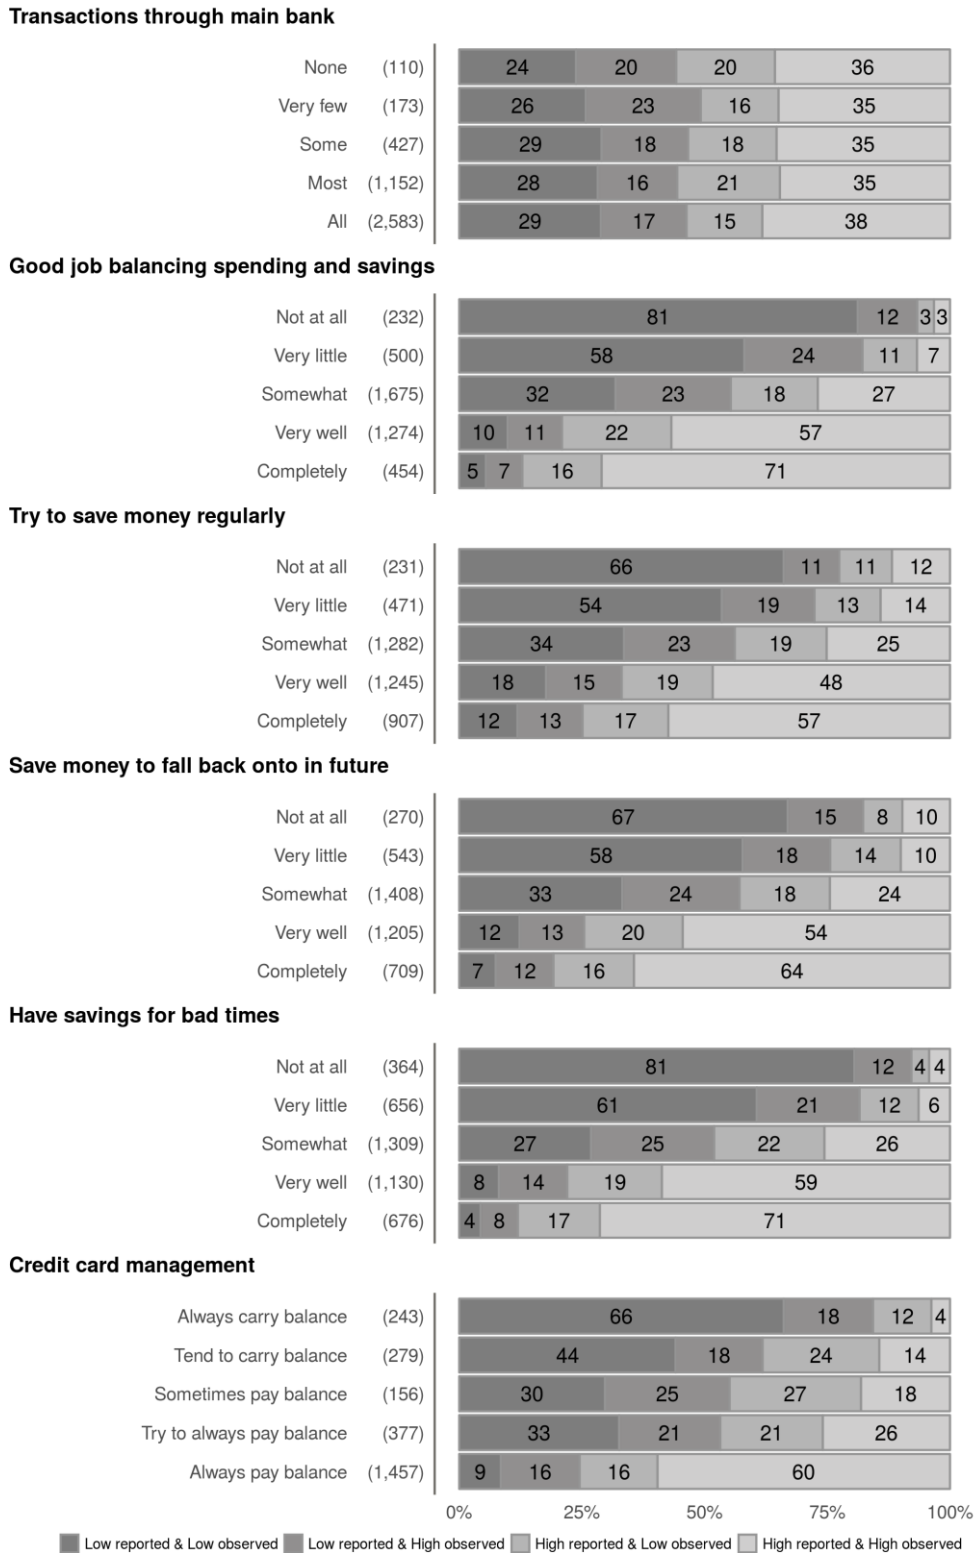 Transactions through main bank
None (110) 24 20 20 36
Very few (173) 26 23 16 35
Some (427) 29 18 18 35
Most (1,152) 28 16 21 35
All (2,583) 29 17 15 38
Good job balancing spending and savings
Not at all (232) 81 12 3 3
Very little (500) 58 24 11 7
Somewhat (1,675) 32 23 18 27
Very well (1,274) 10 11 22 57
Completely (454) 5 7 16 71
Try to save money regularly
Not at all (231) 66 11 11 12
Very little (471) 54 19 13 14
Somewhat (1,282) 34 23 19 25
Very well (1,245) 18 15 19 48
Completely (907) 12 13 17 57
Save money to fall back onto in future
Not at all (270) 67 15 8 10
Very little (543) 58 18 14 10
Somewhat (1,408) 33 24 18 24
Very well (1,205) 12 13 20 54
Completely (709) 7 12 16 64
Have savings for bad times
Not at all (364) 81 12 4 4
Very little (656) 61 21 12 6
Somewhat (1,309) 27 25 22 26
Very well (1,130) 8 14 19 59
Completely (676) 4 8 17 71
Credit card management
Always carry balance (243) 66 18 12 4
Tend to carry balance (279) 44 18 24 14
Sometimes pay balance (156) 30 25 27 18
Try to always pay balance (377) 33 21 21 26
Always pay balance (1,457) 9 16 16 60
0% 25% 50% 75% 100%
Low reported & Low observed Low reported & High observed High reported & Low observed High reported & High observed